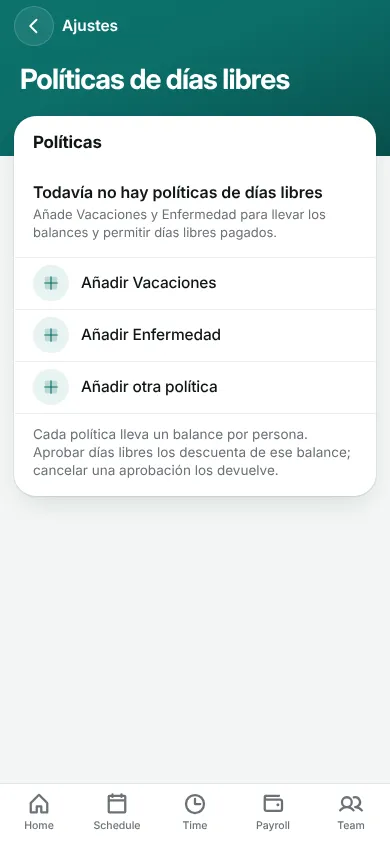 Ajustes
Políticas de días libres
Políticas
Todavía no hay políticas de días libres
Añade Vacaciones y Enfermedad para llevar los
balances y permitir días libres pagados.
Añadir Vacaciones
Añadir Enfermedad
Añadir otra política
Cada política lleva un balance por persona.
Aprobar días libres los descuenta de ese balance;
cancelar una aprobación los devuelve.
Home
Schedule
Time
Payroll
Team